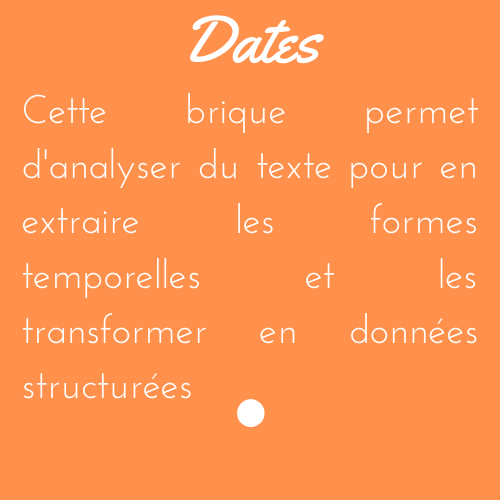 Dates
Cette brique permet
d'analyser du texte pour en
extraire les formes
temporelles et les
transformer en données
structurées